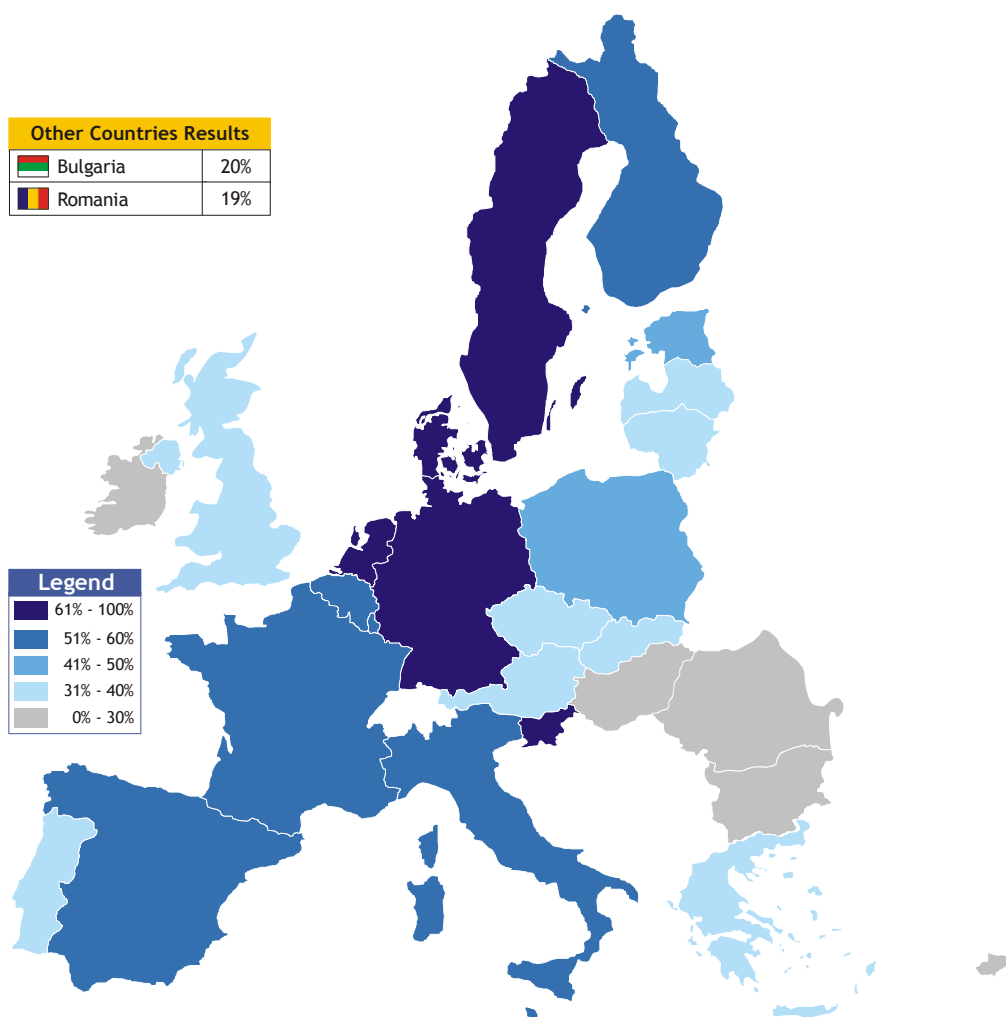 Other Countries Results
Bulgaria 20%
Romania 19%
Legend
61% - 100%
51% - 60%
41% - 50%
31% - 40%
0% - 30%